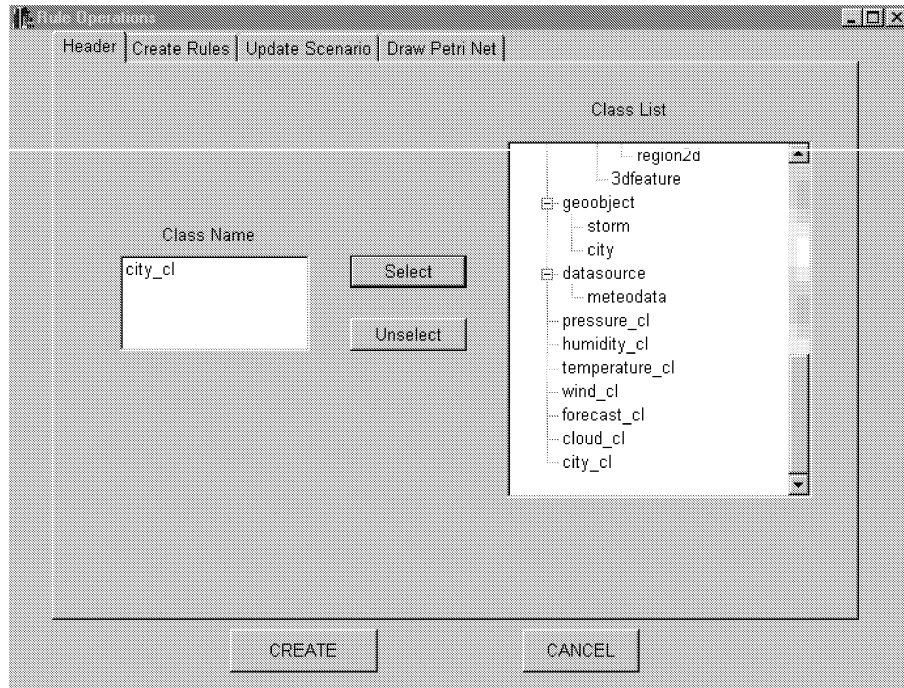 Rule Operations
Header
Create Rules
Update Scenario
Draw Petri Net
Class List
region2d
3dfeature
geoobject
storm
city
datasource
meteodata
pressure_cl
humidity_cl
temperature_cl
wind_cl
forecast_cl
cloud_cl
city_cl
Class Name
city_cl
Select
Unselect
CREATE
CANCEL